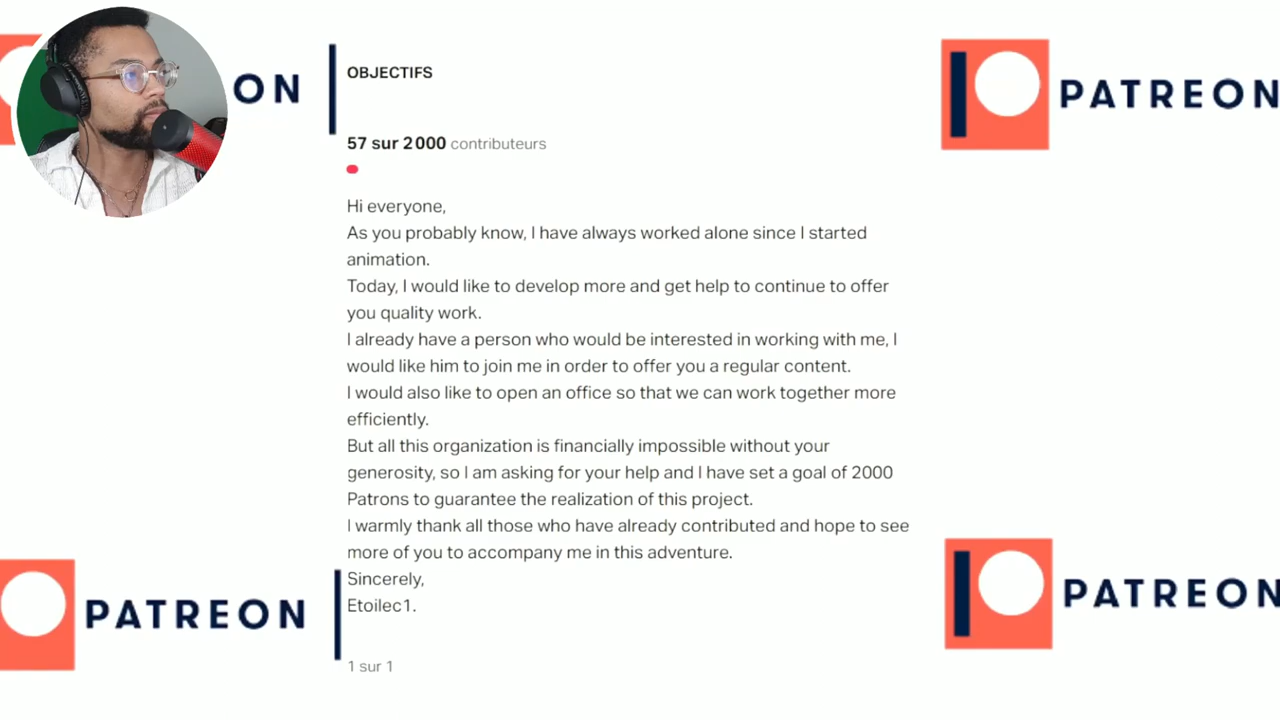 ON
PATREON
OBJECTIFS
57 sur 2 000 contributeurs
Hi everyone,
As you probably know, I have always worked alone since I started
animation.
Today, I would like to develop more and get help to continue to offer
you quality work.
I already have a person who would be interested in working with me, I
would like him to join me in order to offer you a regular content.
I would also like to open an office so that we can work together more
efficiently.
But all this organization is financially impossible without your
generosity, so I am asking for your help and I have set a goal of 2000
Patrons to guarantee the realization of this project.
I warmly thank all those who have already contributed and hope to see
more of you to accompany me in this adventure.
Sincerely,
Etoilec1.
1 sur 1
PATREON
PATREON